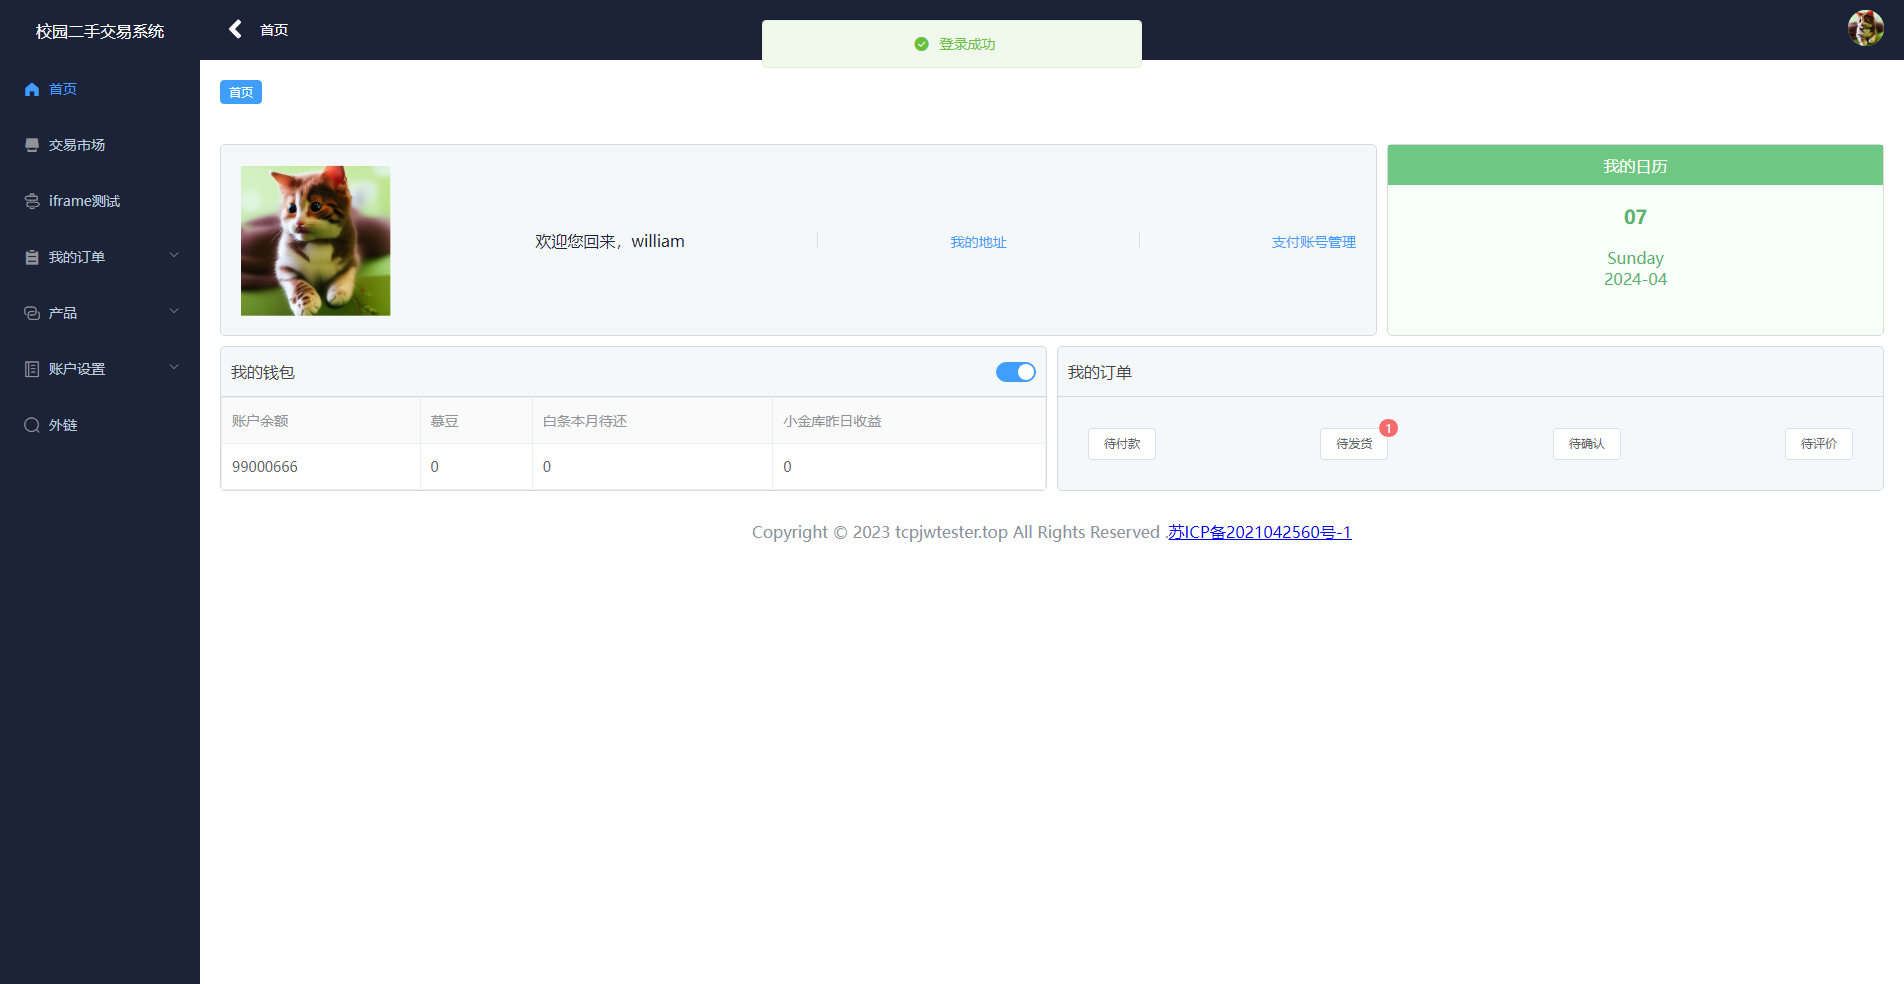 校园二手交易系统
首页
登录成功
首页
交易市场
iframe测试
我的订单
产品
账户设置
外链
首页
欢迎您回来，william
我的地址
支付账号管理
我的日历
07
Sunday
2024-04
我的钱包
账户余额 慕豆 白条本月待还 小金库昨日收益
99000666 0 0 0
我的订单
待付款 待发货 1 待确认 待评价
Copyright © 2023 tcpjwtester.top All Rights Reserved .苏ICP备2021042560号-1